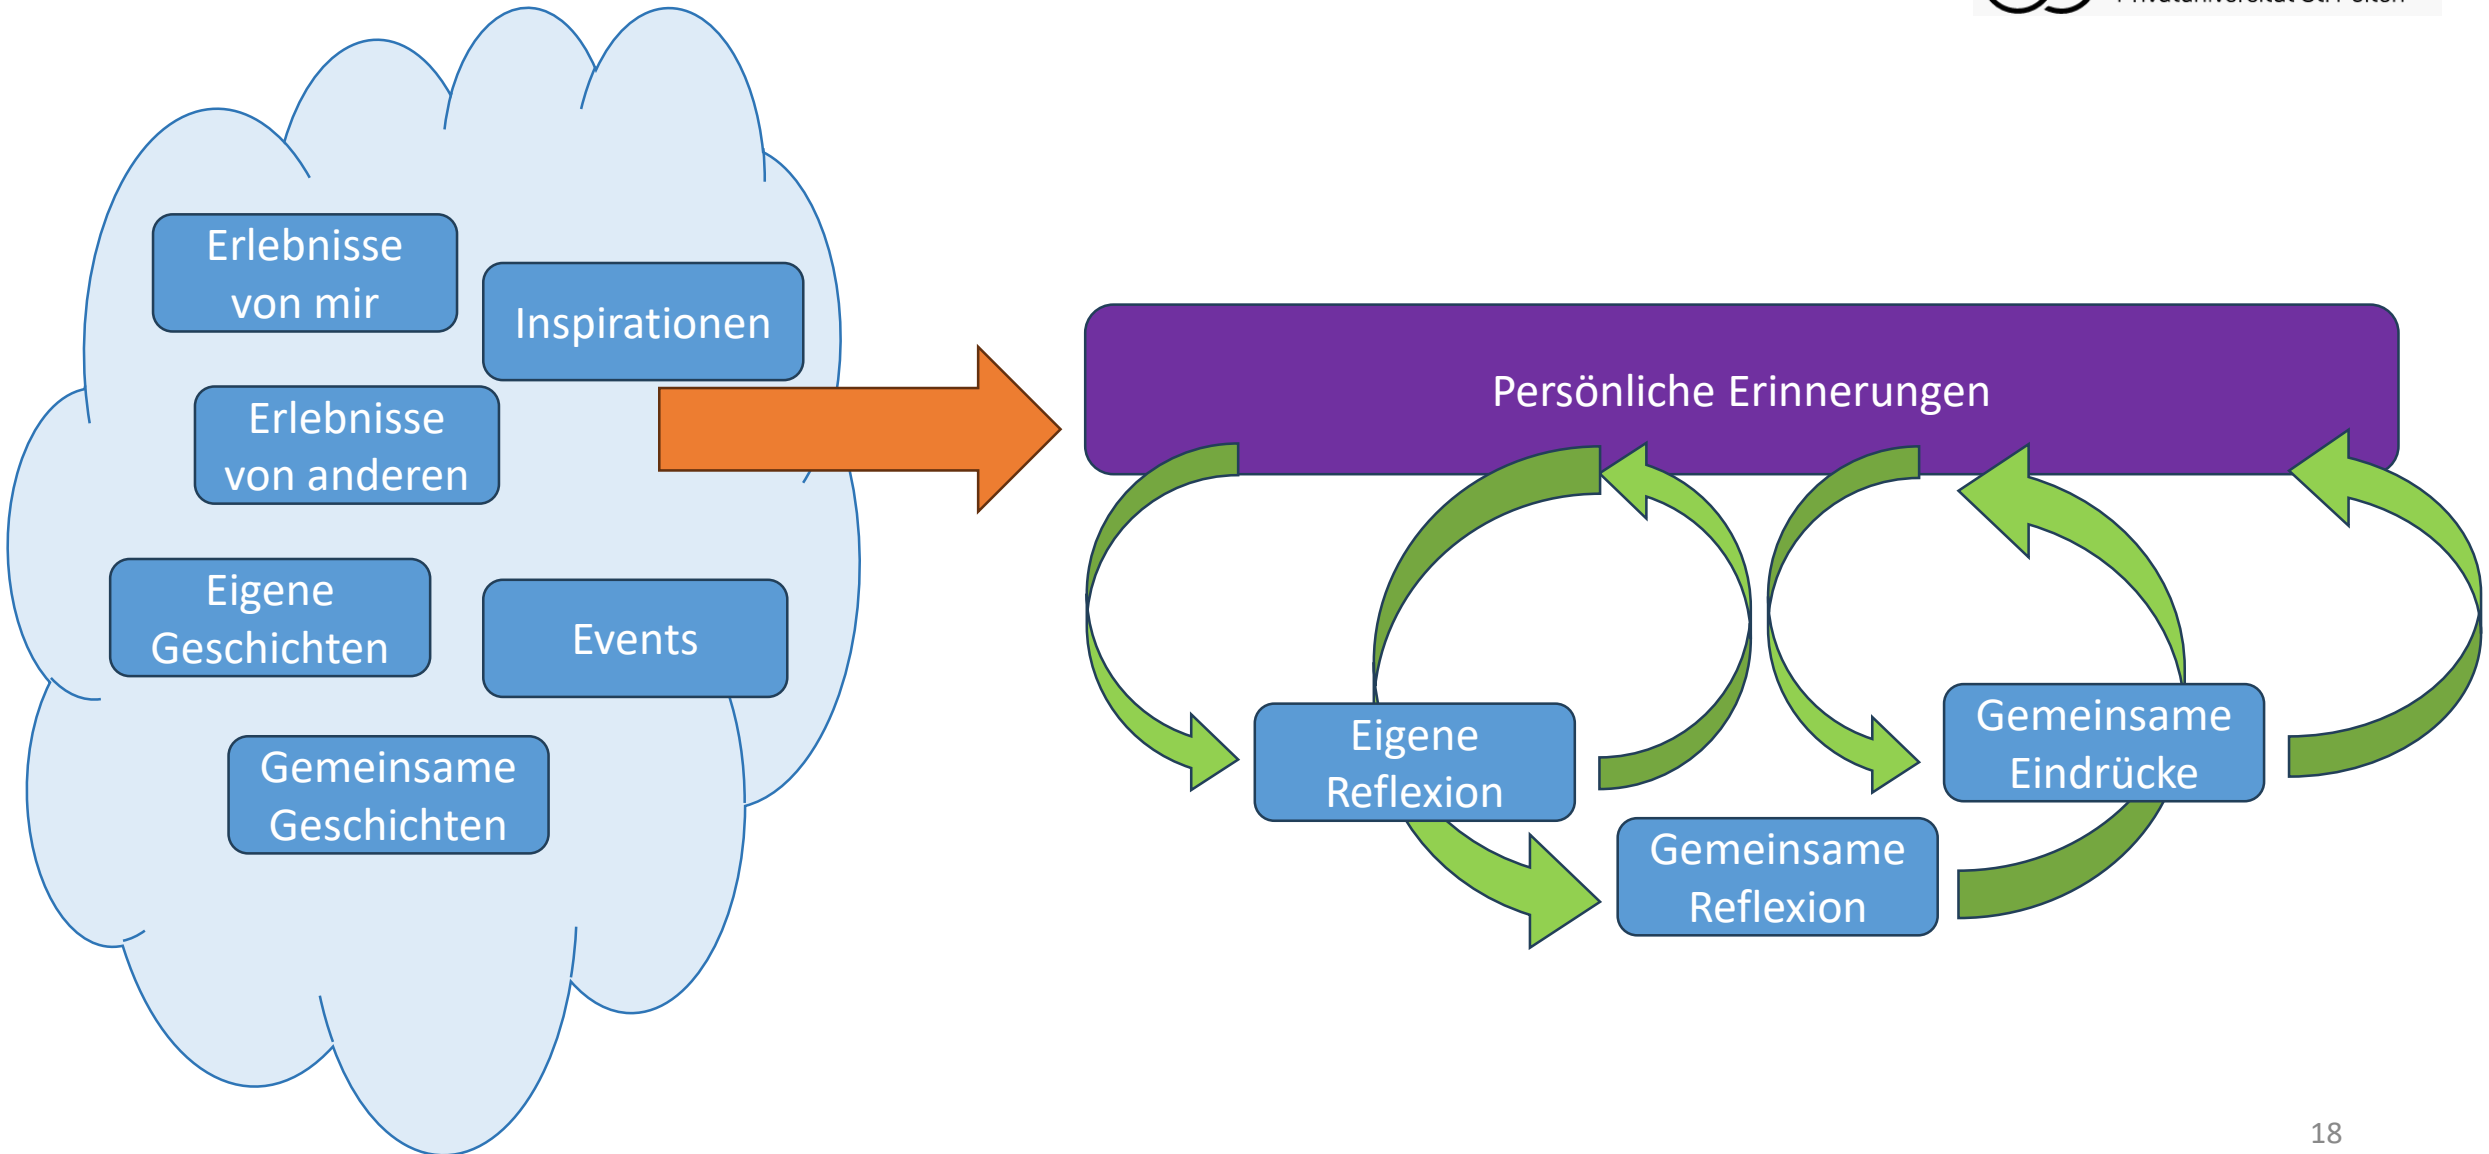 Erlebnisse
von mir
Inspirationen
Erlebnisse
von anderen
Eigene
Geschichten
Events
Gemeinsame
Geschichten
Persönliche Erinnerungen
Eigene
Reflexion
Gemeinsame
Reflexion
Gemeinsame
Eindrücke
18